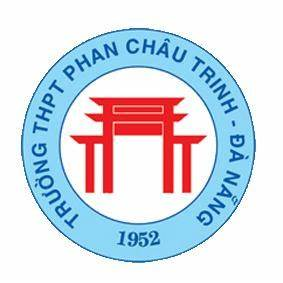 TRƯỜNG THPT PHAN CHÂU TRINH - ĐÀ NẴNG
1952